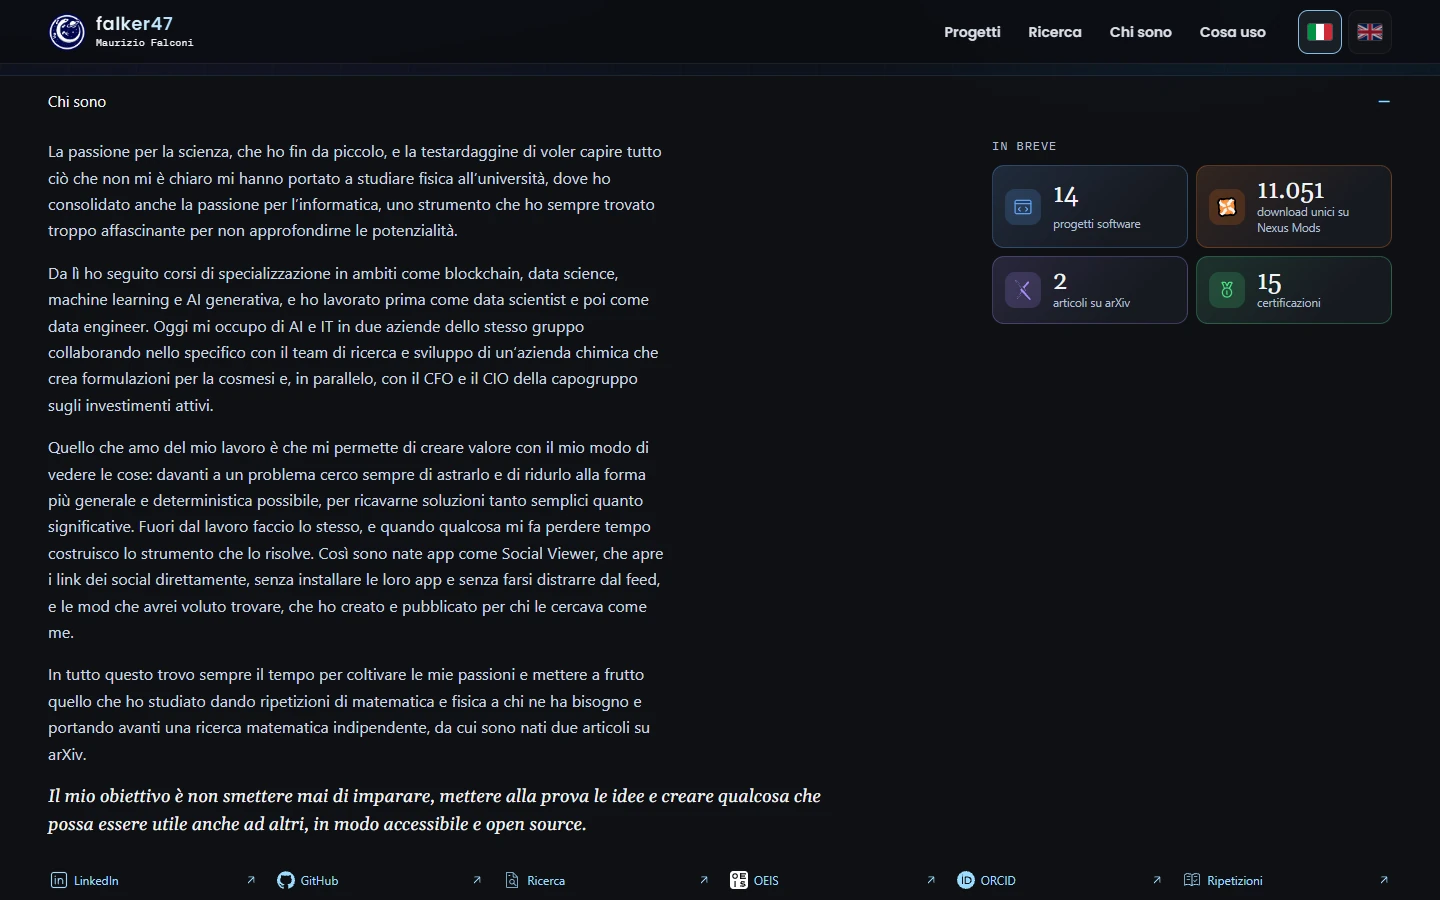 falker47
Maurizio Falconi
Progetti
Ricerca
Chi sono
Cosa uso
Chi sono
La passione per la scienza, che ho fin da piccolo, e la testardaggine di voler capire tutto
ciò che non mi è chiaro mi hanno portato a studiare fisica all’università, dove ho
consolidato anche la passione per l’informatica, uno strumento che ho sempre trovato
troppo affascinante per non approfondirne le potenzialità.
Da lì ho seguito corsi di specializzazione in ambiti come blockchain, data science,
machine learning e AI generativa, e ho lavorato prima come data scientist e poi come
data engineer. Oggi mi occupo di AI e IT in due aziende dello stesso gruppo
collaborando nello specifico con il team di ricerca e sviluppo di un’azienda chimica che
crea formulazioni per la cosmesi e, in parallelo, con il CFO e il CIO della capogruppo
sugli investimenti attivi.
Quello che amo del mio lavoro è che mi permette di creare valore con il mio modo di
vedere le cose: davanti a un problema cerco sempre di astrarlo e di ridurlo alla forma
più generale e deterministica possibile, per ricavarne soluzioni tanto semplici quanto
significative. Fuori dal lavoro faccio lo stesso, e quando qualcosa mi fa perdere tempo
costruisco lo strumento che lo risolve. Così sono nate app come Social Viewer, che apre
i link dei social direttamente, senza installare le loro app e senza farsi distrarre dal feed,
e le mod che avrei voluto trovare, che ho creato e pubblicato per chi le cercava come
me.
In tutto questo trovo sempre il tempo per coltivare le mie passioni e mettere a frutto
quello che ho studiato dando ripetizioni di matematica e fisica a chi ne ha bisogno e
portando avanti una ricerca matematica indipendente, da cui sono nati due articoli su
arXiv.
Il mio obiettivo è non smettere mai di imparare, mettere alla prova le idee e creare qualcosa che
possa essere utile anche ad altri, in modo accessibile e open source.
IN BREVE
14
progetti software
11.051
download unici su
Nexus Mods
2
articoli su arXiv
15
certificazioni
LinkedIn
GitHub
Ricerca
OEIS
ORCID
Ripetizioni